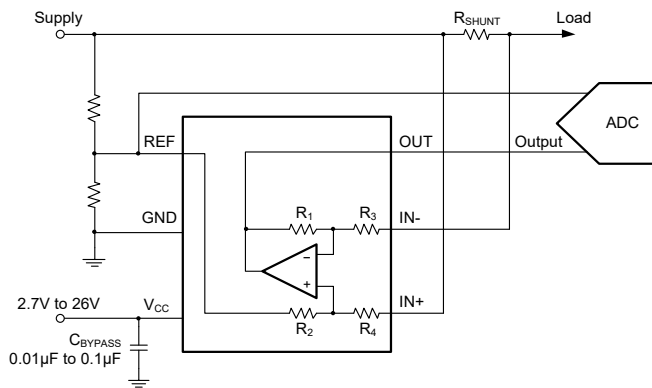 Supply
R_SHUNT
Load
ADC
REF
OUT
Output
GND
R1
R3
IN-
−
+
2.7V to 26V
VCC
R2
R4
IN+
CBYPASS
0.01μF to 0.1μF